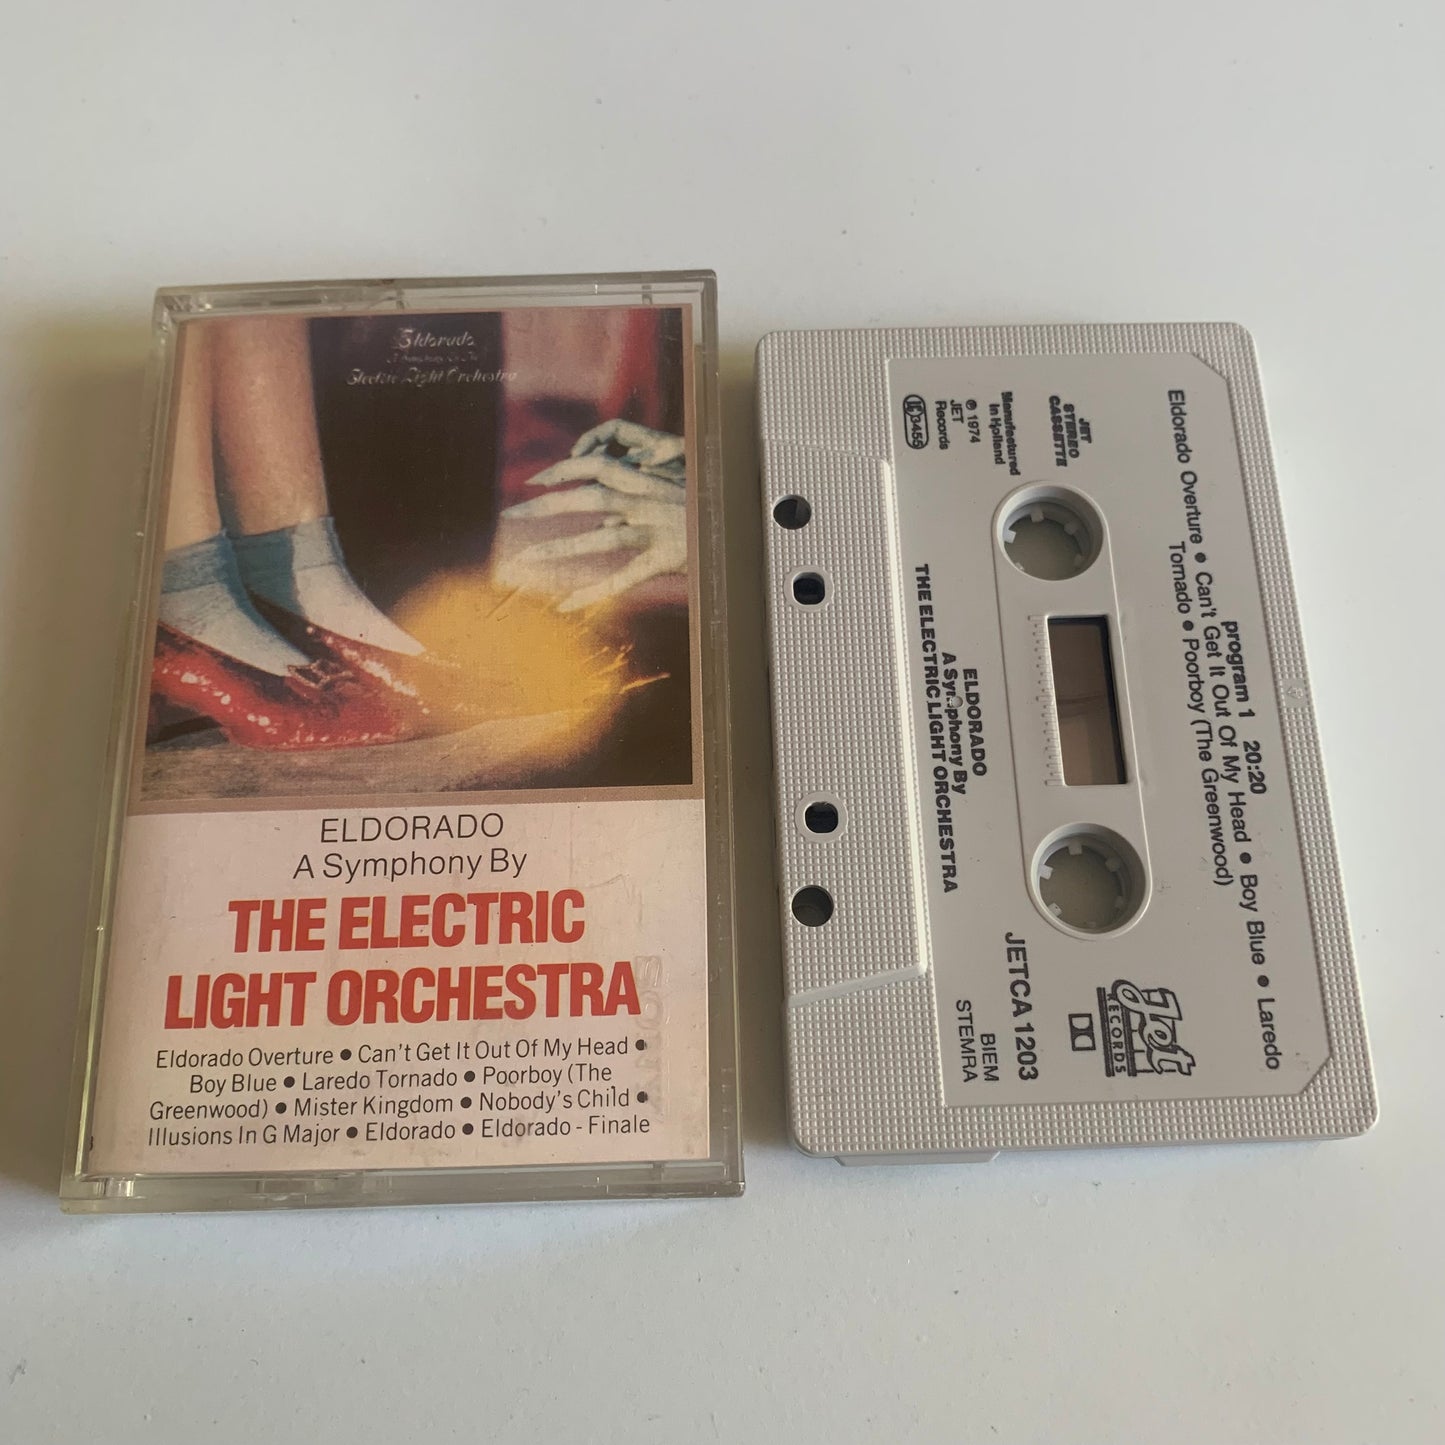 Eldorado
A Symphony By The
Electric Light Orchestra
ELDORADO
A Symphony By
THE ELECTRIC
LIGHT ORCHESTRA
Eldorado Overture ● Can't Get It Out Of My Head ●
Boy Blue ● Laredo Tornado ● Poorboy (The
Greenwood) ● Mister Kingdom ● Nobody's Child ●
Illusions In G Major ● Eldorado ● Eldorado - Finale
program 1 20:20
Eldorado Overture ● Can't Get It Out Of My Head ● Boy Blue ● Laredo
Tornado ● Poorboy (The Greenwood)
JET
STEREO
CASSETTE
Manufactured
In Holland
℗ 1974
JET
Records
3455
Jet
RECORDS
JETCA 1203
BIEM
STEMRA
ELDORADO
A Symphony By
THE ELECTRIC LIGHT ORCHESTRA